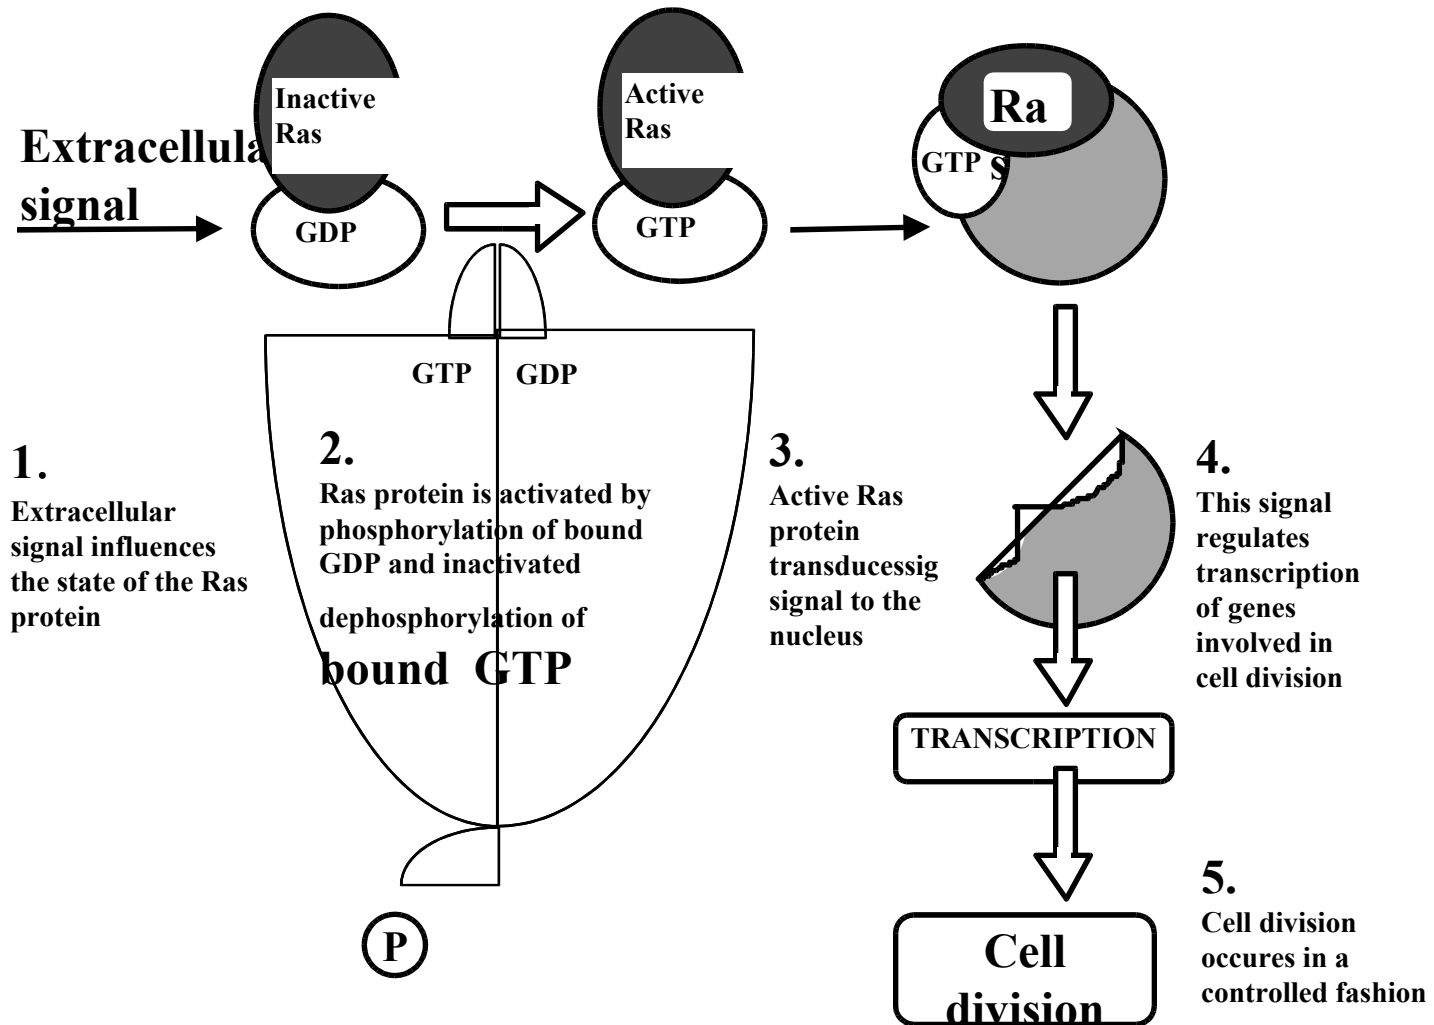 Extracellula
signal
Inactive
Ras
GDP
Active
Ras
GTP
Ra
s
GTP
GTP
GDP
1.
Extracellular
signal influences
the state of the Ras
protein
2.
Ras protein is activated by
phosphorylation of bound
GDP and inactivated
dephosphorylation of
bound GTP
3.
Active Ras
protein
transducessig
signal to the
nucleus
4.
This signal
regulates
transcription
of genes
involved in
cell division
TRANSCRIPTION
P
5.
Cell division
occures in a
controlled fashion
Cell
division